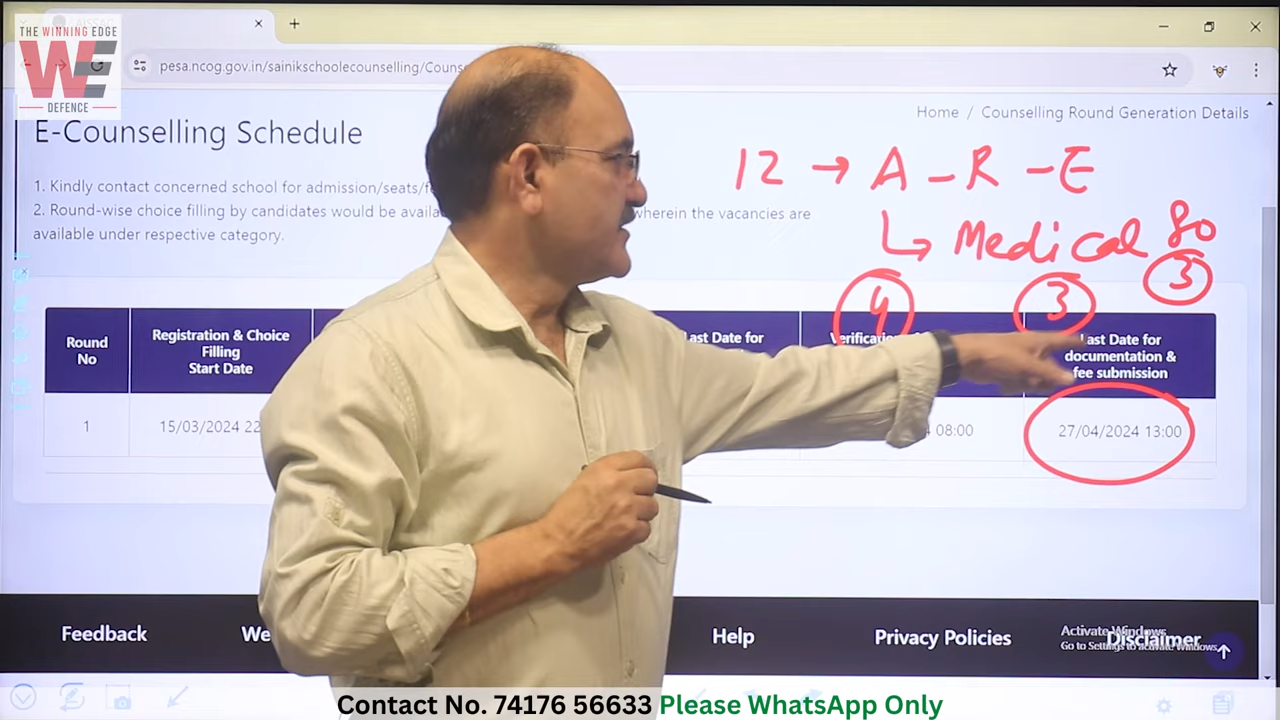 THE WINNING EDGE
WE
DEFENCE
pesa.ncog.gov.in/sainikschoolecounselling/Couns
Home / Counselling Round Generation Details
E-Counselling Schedule
1. Kindly contact concerned school for admission/seats/
2. Round-wise choice filling by candidates would be wherein the vacancies are
available under respective category.
12 → A - R - E
↳ Medical 80
4 3 3
Round No
Registration & Choice Filling Start Date
Last Date for
Verification
Last Date for documentation & fee submission
1 15/03/2024 22 08:00 27/04/2024 13:00
Feedback Help Privacy Policies Disclaimer
Activate Windows
Go to Settings to activate Windows.
Contact No. 74176 56633 Please WhatsApp Only